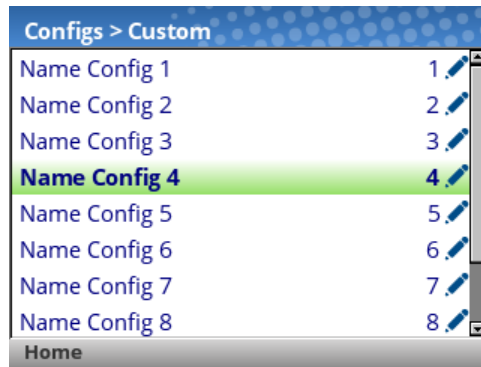 Configs > Custom
Name Config 1 1
Name Config 2 2
Name Config 3 3
Name Config 4 4
Name Config 5 5
Name Config 6 6
Name Config 7 7
Name Config 8 8
Home